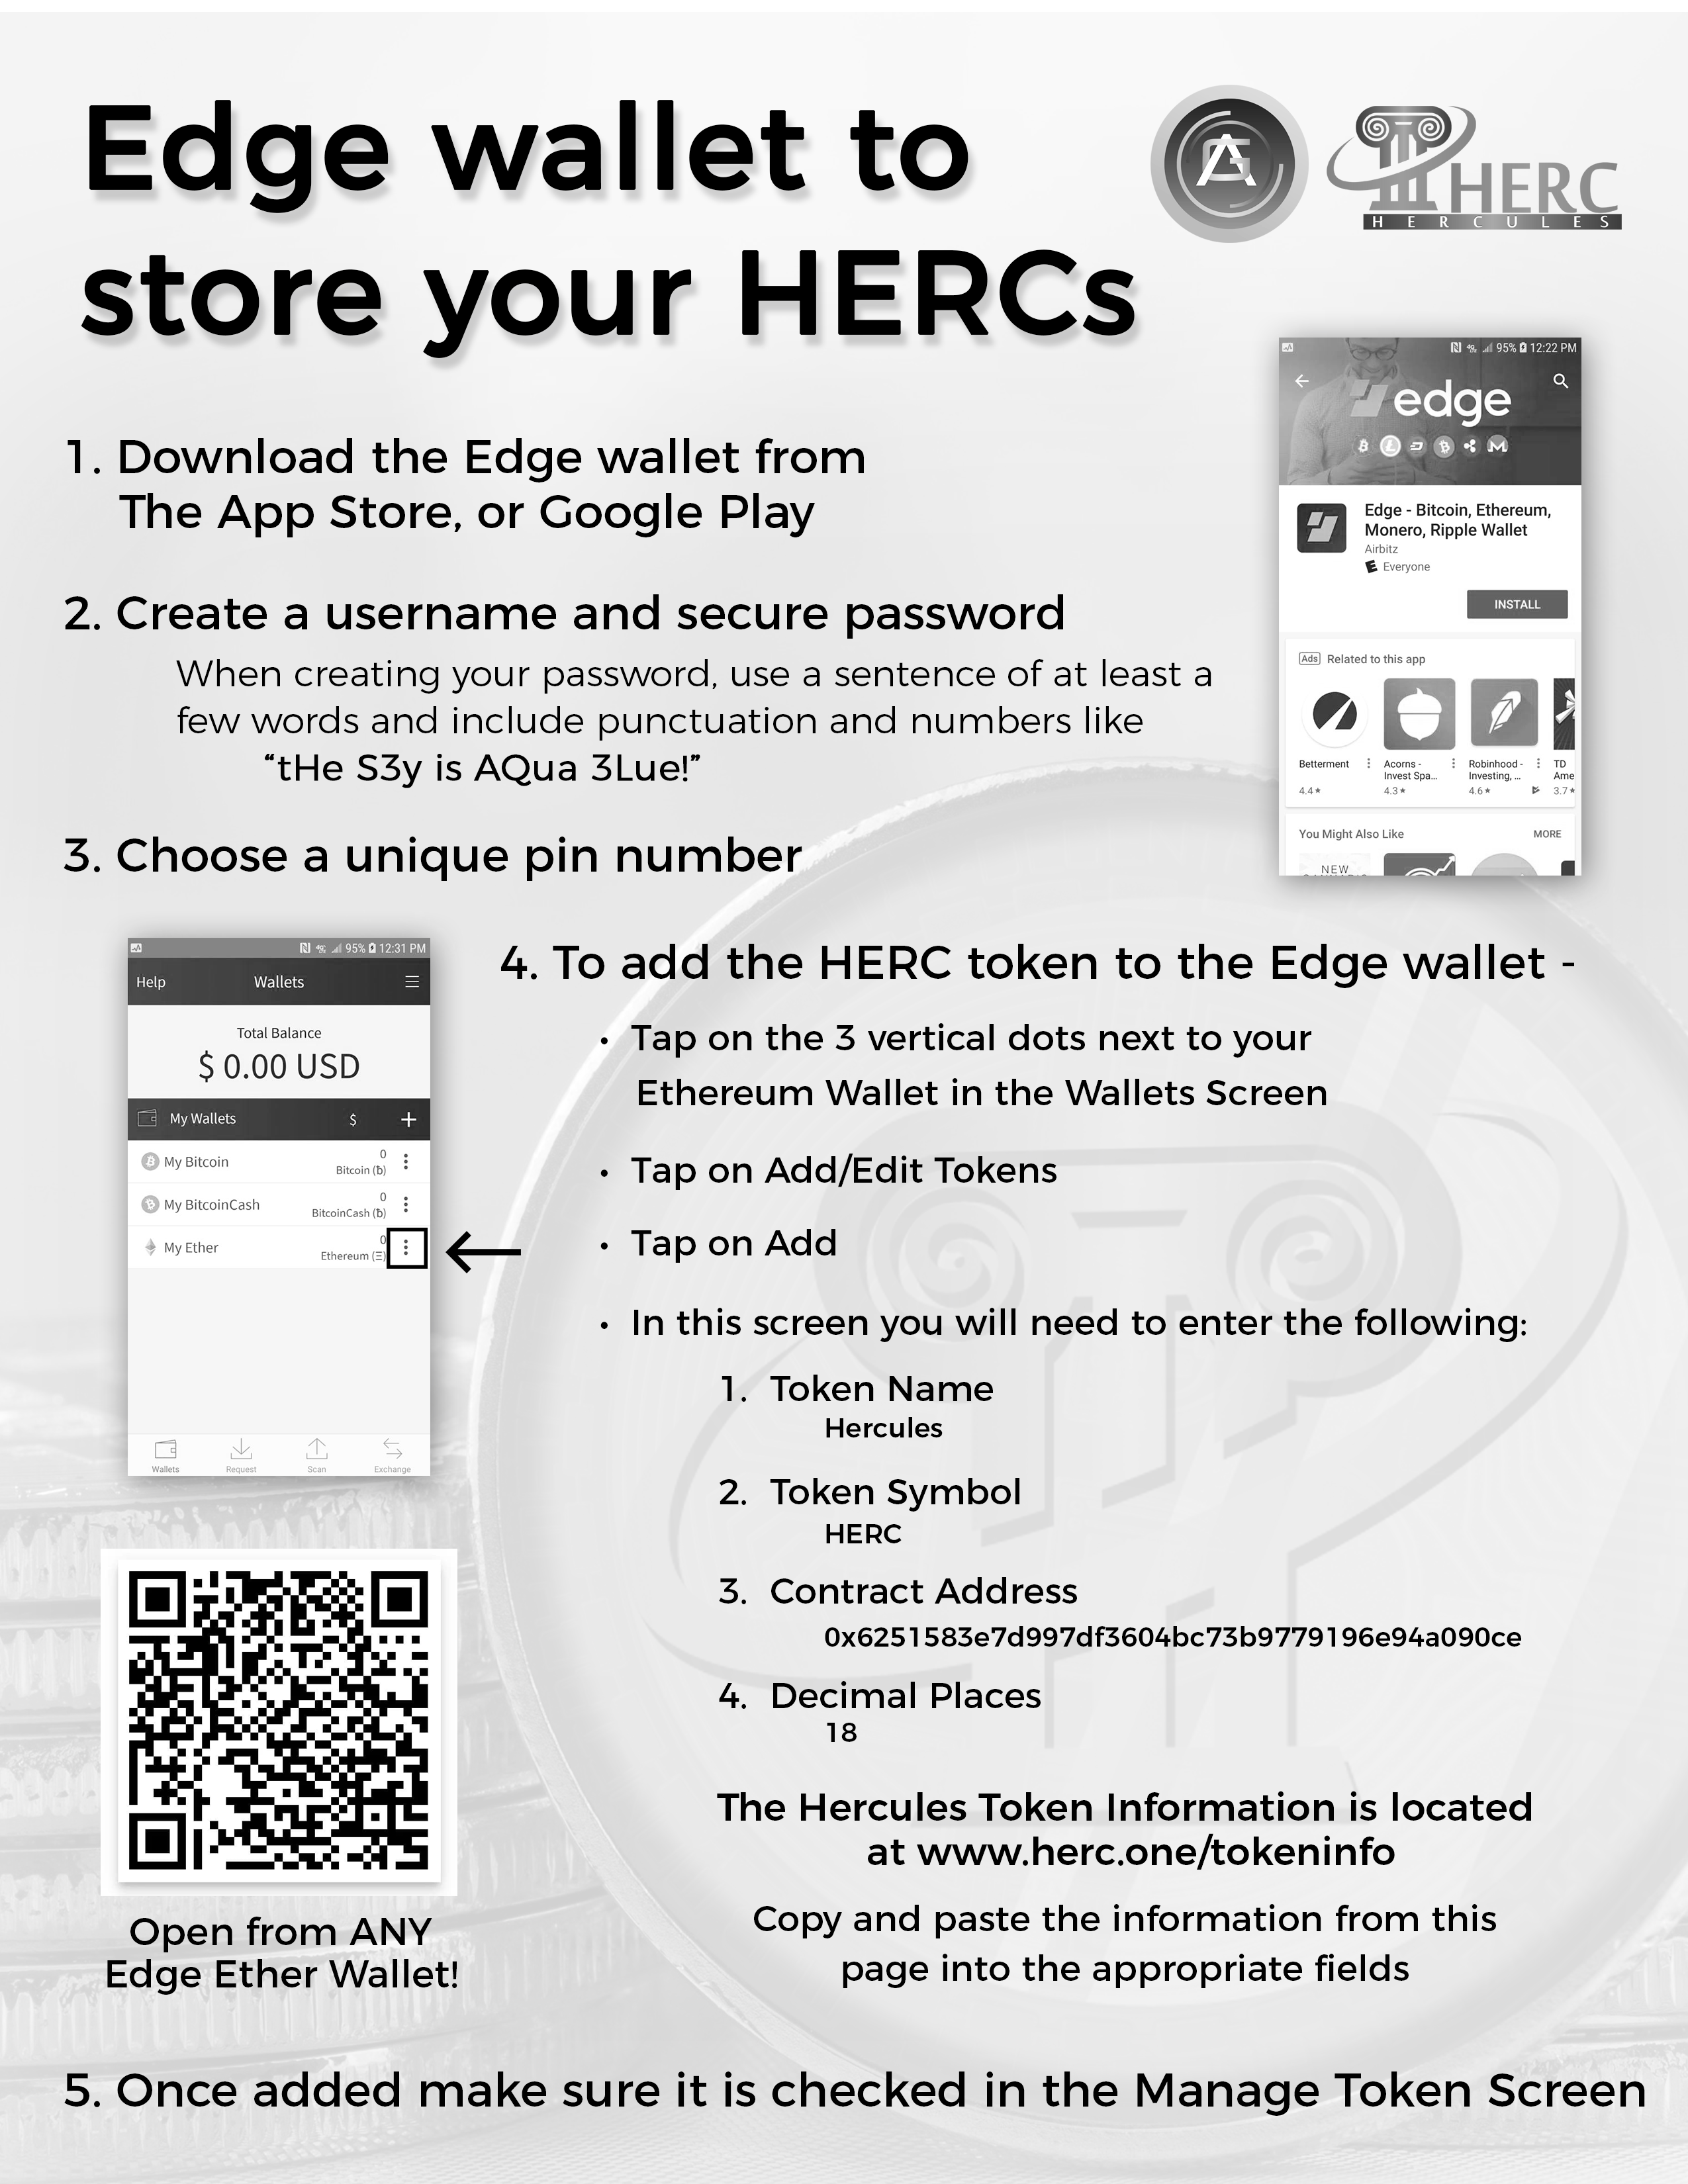 Edge wallet to
store your HERCs
AG
HERC
HERCULES
1. Download the Edge wallet from
The App Store, or Google Play
2. Create a username and secure password
When creating your password, use a sentence of at least a
few words and include punctuation and numbers like
“tHe S3y is AQua 3Lue!”
3. Choose a unique pin number
95% 12:22 PM
edge
Edge - Bitcoin, Ethereum,
Monero, Ripple Wallet
Airbitz
E Everyone
INSTALL
Ads Related to this app
Betterment
4.4★
Acorns -
Invest Spa...
4.3★
Robinhood -
Investing, ...
4.6★
TD
Ame
3.7★
You Might Also Like MORE
NEW
95% 12:31 PM
Help Wallets
Total Balance
$ 0.00 USD
My Wallets $ +
My Bitcoin 0
Bitcoin (ƀ)
My BitcoinCash 0
BitcoinCash (ƀ)
My Ether 0
Ethereum (Ξ)
Wallets Request Scan Exchange
4. To add the HERC token to the Edge wallet -
• Tap on the 3 vertical dots next to your
Ethereum Wallet in the Wallets Screen
• Tap on Add/Edit Tokens
• Tap on Add
• In this screen you will need to enter the following:
1. Token Name
Hercules
2. Token Symbol
HERC
3. Contract Address
0x6251583e7d997df3604bc73b9779196e94a090ce
4. Decimal Places
18
The Hercules Token Information is located
at www.herc.one/tokeninfo
Copy and paste the information from this
page into the appropriate fields
Open from ANY
Edge Ether Wallet!
5. Once added make sure it is checked in the Manage Token Screen